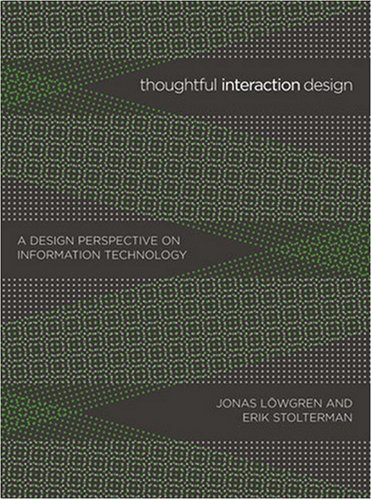 thoughtful interaction design
A DESIGN PERSPECTIVE ON
INFORMATION TECHNOLOGY
JONAS LÖWGREN AND
ERIK STOLTERMAN